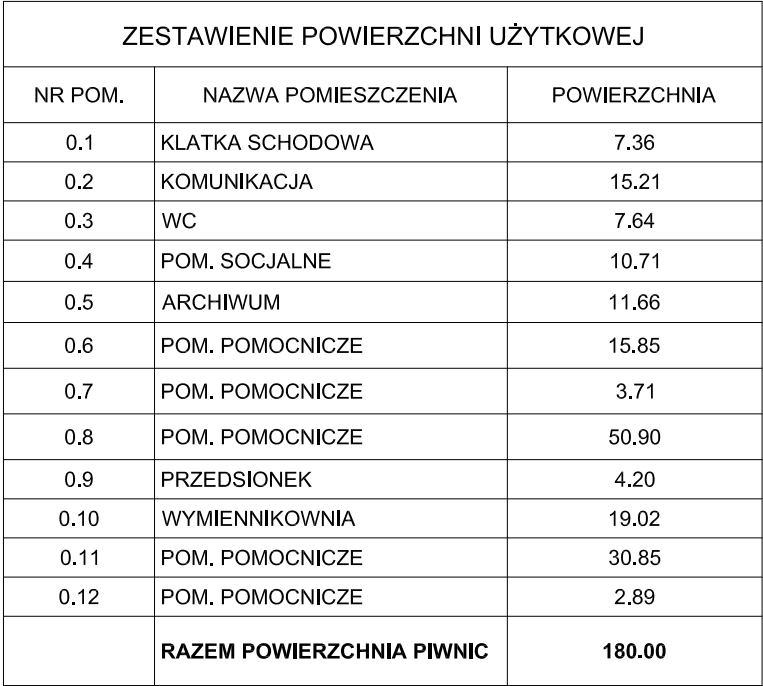 ZESTAWIENIE POWIERZCHNI UŻYTKOWEJ
NR POM. NAZWA POMIESZCZENIA POWIERZCHNIA
0.1 KLATKA SCHODOWA 7.36
0.2 KOMUNIKACJA 15.21
0.3 WC 7.64
0.4 POM. SOCJALNE 10.71
0.5 ARCHIWUM 11.66
0.6 POM. POMOCNICZE 15.85
0.7 POM. POMOCNICZE 3.71
0.8 POM. POMOCNICZE 50.90
0.9 PRZEDSIONEK 4.20
0.10 WYMIENNIKOWNIA 19.02
0.11 POM. POMOCNICZE 30.85
0.12 POM. POMOCNICZE 2.89
RAZEM POWIERZCHNIA PIWNIC 180.00